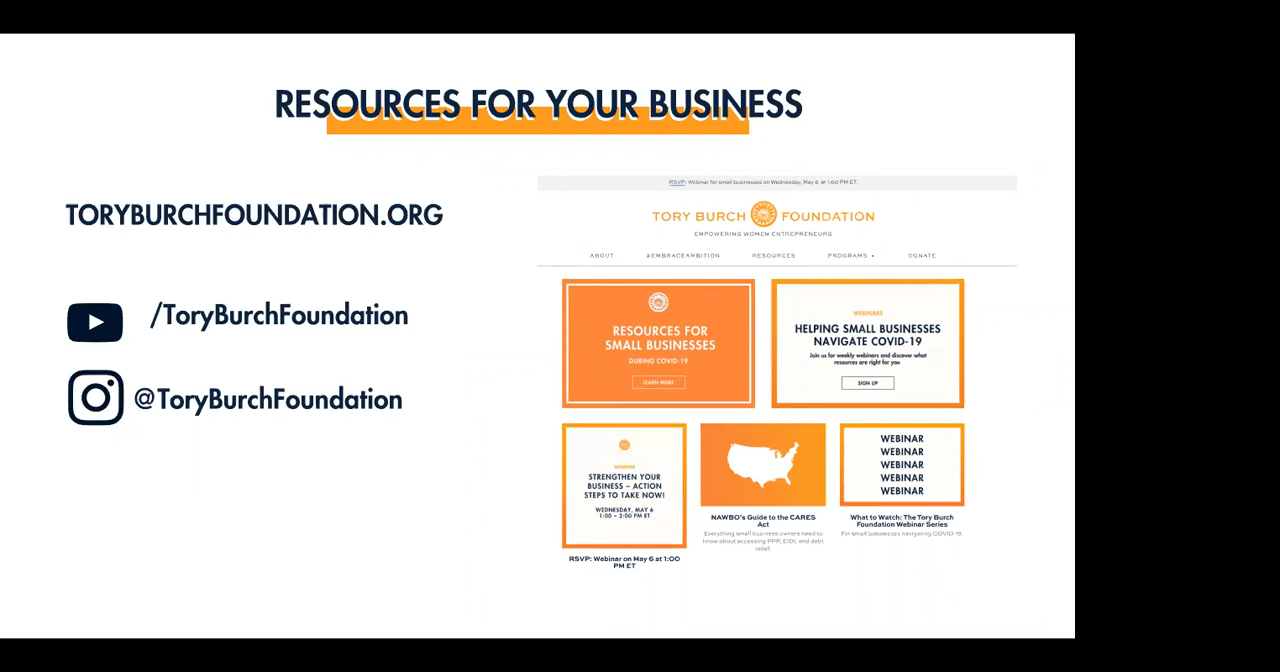 RESOURCES FOR YOUR BUSINESS
TORYBURCHFOUNDATION.ORG
/ToryBurchFoundation
@ToryBurchFoundation
RSVP: Webinar for small businesses on Wednesday, May 6 at 1:00 PM ET.
TORY BURCH FOUNDATION
EMPOWERING WOMEN ENTREPRENEURS
ABOUT #EMBRACEAMBITION RESOURCES PROGRAMS DONATE
RESOURCES FOR
SMALL BUSINESSES
DURING COVID-19
LEARN MORE
WEBINARS
HELPING SMALL BUSINESSES
NAVIGATE COVID-19
Join us for weekly webinars and discover what
resources are right for you
SIGN UP
WEBINAR
STRENGTHEN YOUR
BUSINESS – ACTION
STEPS TO TAKE NOW!
WEDNESDAY, MAY 6
1:00 – 2:00 PM ET
RSVP: Webinar on May 6 at 1:00
PM ET
NAWBO's Guide to the CARES
Act
Everything small business owners need to
know about accessing PPP, EIDL, and debt
relief.
WEBINAR
WEBINAR
WEBINAR
WEBINAR
WEBINAR
What to Watch: The Tory Burch
Foundation Webinar Series
For small businesses navigating COVID-19.